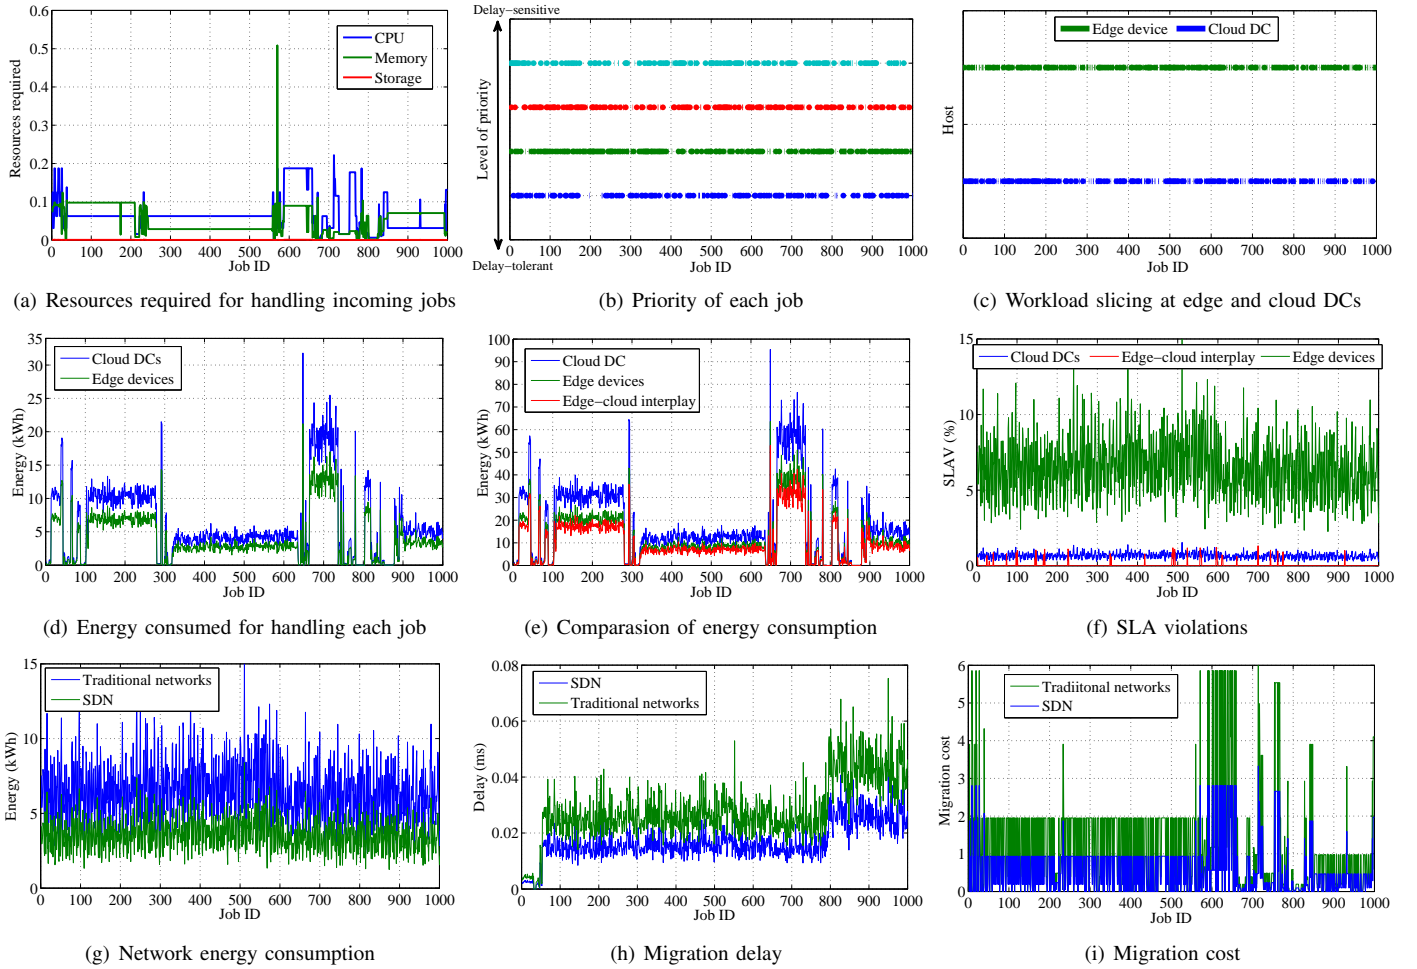 0.6
0.5
0.4
0.3
0.2
0.1
0
Resources required
CPU
Memory
Storage
0 100 200 300 400 500 600 700 800 900 1000
Job ID
(a) Resources required for handling incoming jobs
Delay−sensitive
Level of priority
Delay−tolerant
0 100 200 300 400 500 600 700 800 900 1000
Job ID
(b) Priority of each job
Edge device Cloud DC
Host
0 100 200 300 400 500 600 700 800 900 1000
Job ID
(c) Workload slicing at edge and cloud DCs
35
30
25
20
15
10
5
0
Energy (kWh)
Cloud DCs
Edge devices
0 100 200 300 400 500 600 700 800 900 1000
Job ID
(d) Energy consumed for handling each job
100
90
80
70
60
50
40
30
20
10
0
Energy (kWh)
Cloud DC
Edge devices
Edge−cloud interplay
0 100 200 300 400 500 600 700 800 900 1000
Job ID
(e) Comparasion of energy consumption
15
10
5
0
SLAV (%)
Cloud DCs Edge−cloud interplay Edge devices
0 100 200 300 400 500 600 700 800 900 1000
Job ID
(f) SLA violations
15
10
5
0
Energy (kWh)
Traditional networks
SDN
0 100 200 300 400 500 600 700 800 900 1000
Job ID
(g) Network energy consumption
0.08
0.06
0.04
0.02
0
Delay (ms)
SDN
Traditional networks
0 100 200 300 400 500 600 700 800 900 1000
Job ID
(h) Migration delay
6
5
4
3
2
1
0
Migration cost
Tradiitonal networks
SDN
0 100 200 300 400 500 600 700 800 900 1000
Job ID
(i) Migration cost